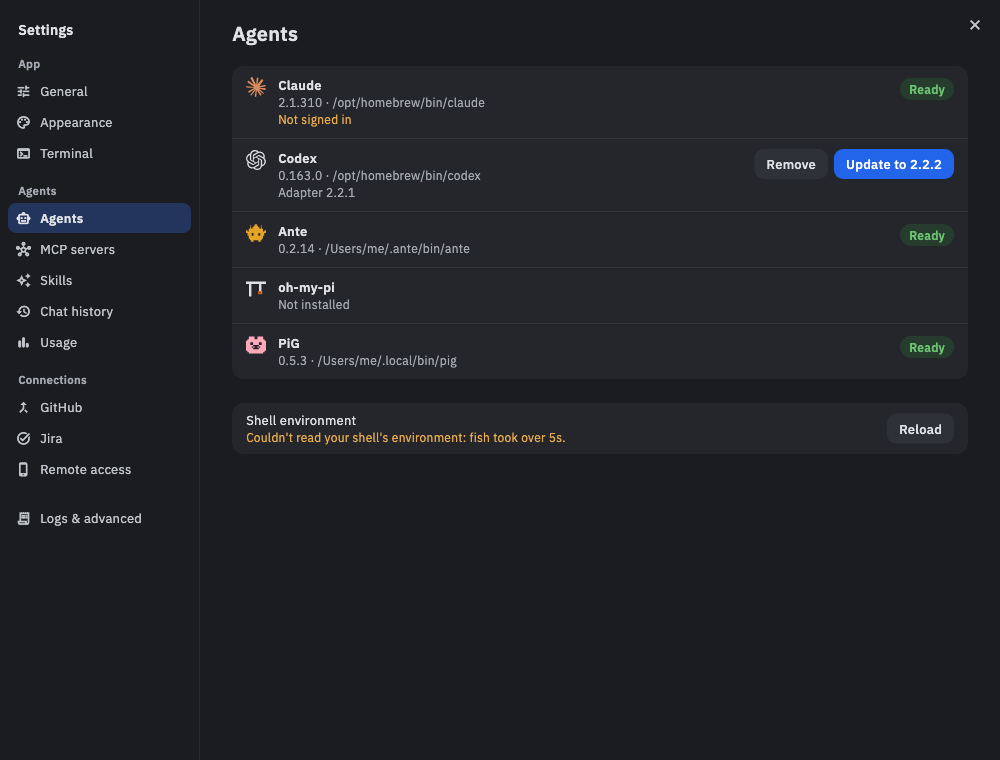 Settings
App
General
Appearance
Terminal
Agents
Agents
MCP servers
Skills
Chat history
Usage
Connections
GitHub
Jira
Remote access
Logs & advanced
Agents
Claude
2.1.310 · /opt/homebrew/bin/claude
Not signed in
Ready
Codex
0.163.0 · /opt/homebrew/bin/codex
Adapter 2.2.1
Remove
Update to 2.2.2
Ante
0.2.14 · /Users/me/.ante/bin/ante
Ready
oh-my-pi
Not installed
PiG
0.5.3 · /Users/me/.local/bin/pig
Ready
Shell environment
Couldn't read your shell's environment: fish took over 5s.
Reload